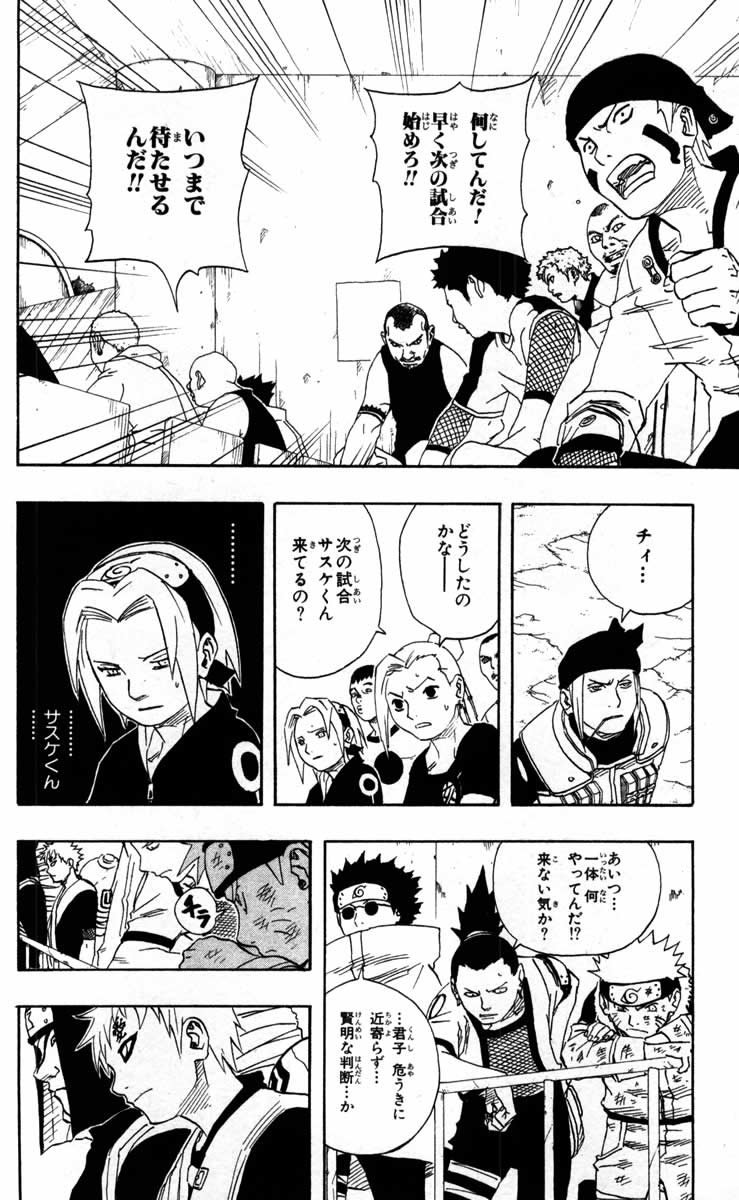 何してんだ！
早く次の試合
始めろ!!
いつまで
待たせる
んだ!!
チィ…
どうしたの
かな──
次の試合
サスケくん
来てるの？
…………
……サスケくん……
あいつ…
一体 何
やってんだ!?
来ない気か？
…君子 危うきに
近寄らず…
賢明な判断…か
チラ